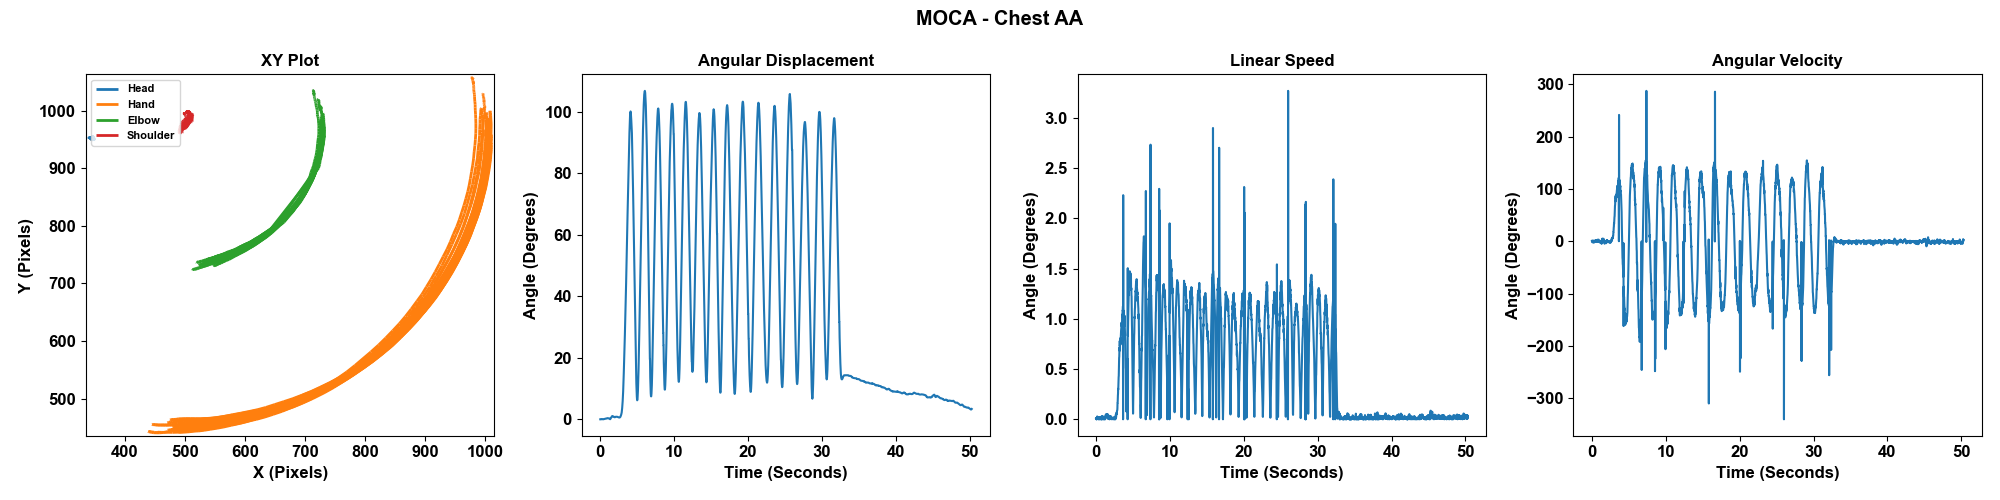 MOCA - Chest AA
XY Plot
Head
Hand
Elbow
Shoulder
Y (Pixels)
1000
900
800
700
600
500
400 500 600 700 800 900 1000
X (Pixels)
Angular Displacement
Angle (Degrees)
100
80
60
40
20
0
0 10 20 30 40 50
Time (Seconds)
Linear Speed
Angle (Degrees)
3.0
2.5
2.0
1.5
1.0
0.5
0.0
0 10 20 30 40 50
Time (Seconds)
Angular Velocity
Angle (Degrees)
300
200
100
0
−100
−200
−300
0 10 20 30 40 50
Time (Seconds)